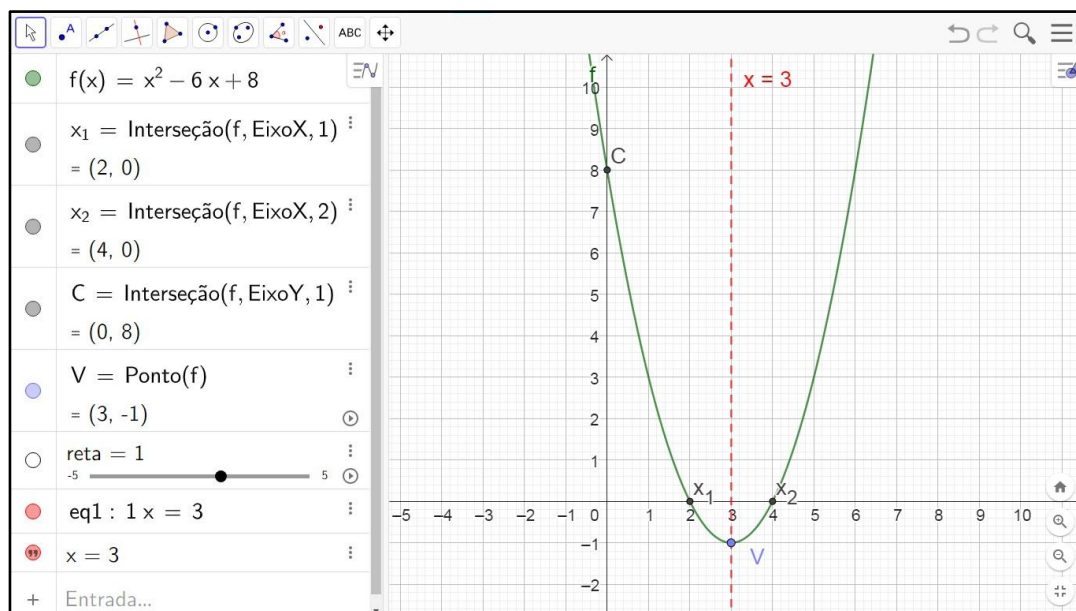 ABC
f(x) = x² − 6 x + 8
x₁ = Interseção(f, EixoX, 1)
= (2, 0)
x₂ = Interseção(f, EixoX, 2)
= (4, 0)
C = Interseção(f, EixoY, 1)
= (0, 8)
V = Ponto(f)
= (3, -1)
reta = 1
-5 5
eq1 : 1 x = 3
x = 3
+ Entrada...
f
x = 3
10
9
C
8
7
6
5
4
3
2
1
x₁ x₂
−5 −4 −3 −2 −1 0 1 2 3 4 5 6 7 8 9 10
−1
V
−2